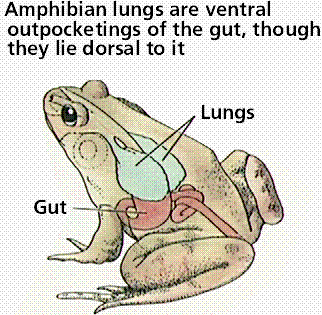 Amphibian lungs are ventral
outpocketings of the gut, though
they lie dorsal to it
Lungs
Gut